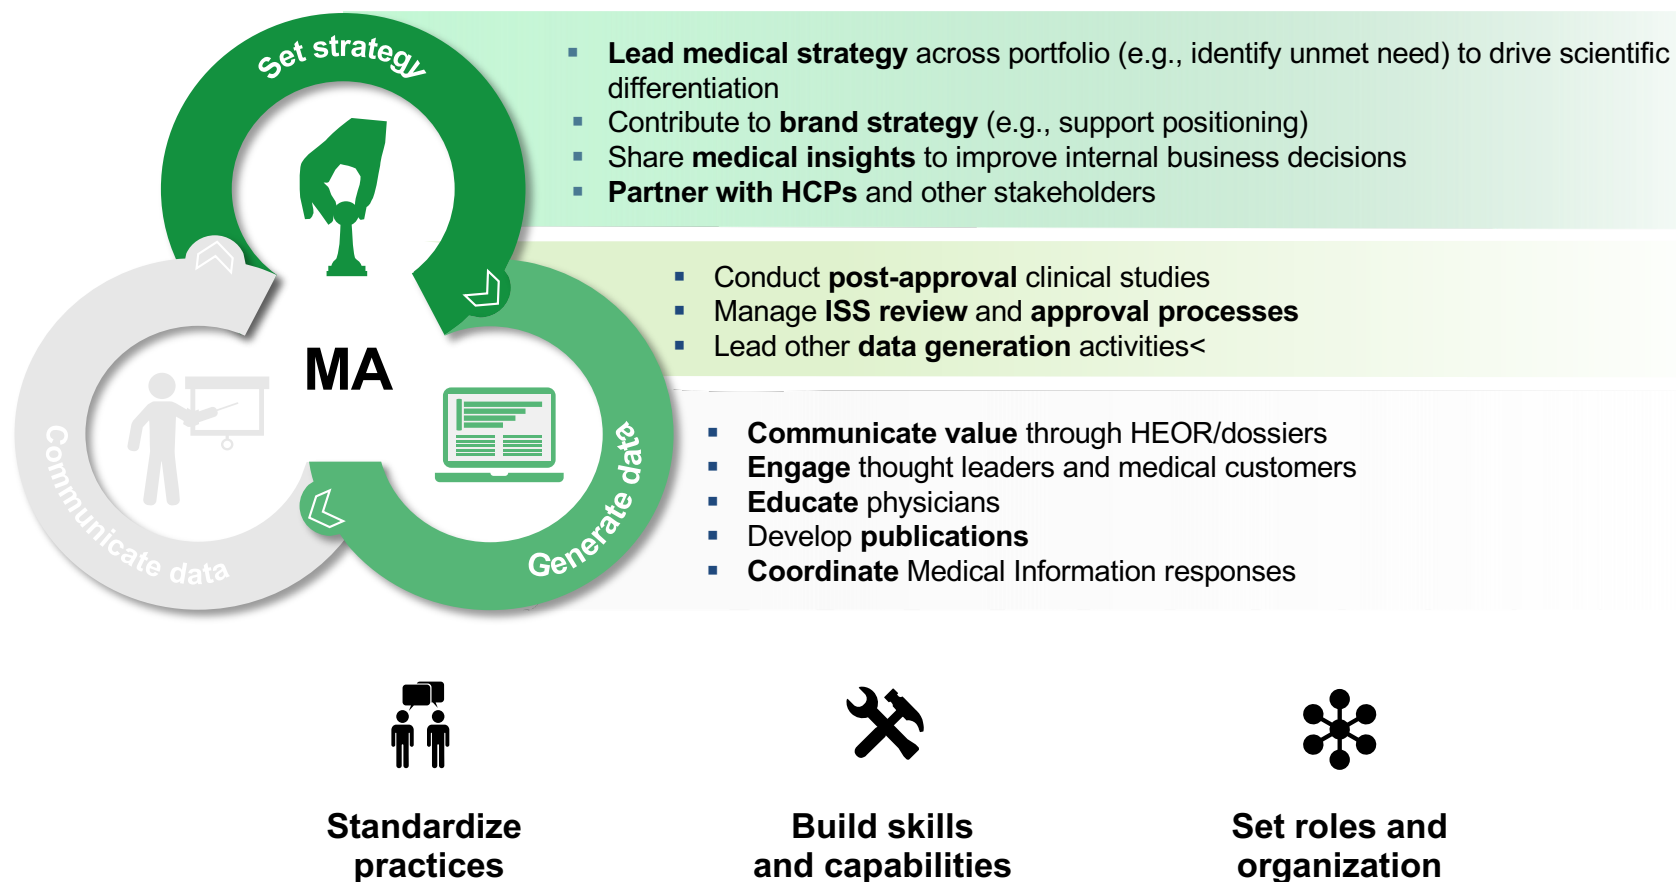 Set strategy
▪ Lead medical strategy across portfolio (e.g., identify unmet need) to drive scientific
differentiation
▪ Contribute to brand strategy (e.g., support positioning)
▪ Share medical insights to improve internal business decisions
▪ Partner with HCPs and other stakeholders
▪ Conduct post-approval clinical studies
▪ Manage ISS review and approval processes
▪ Lead other data generation activities<
MA
Generate data
Communicate data
▪ Communicate value through HEOR/dossiers
▪ Engage thought leaders and medical customers
▪ Educate physicians
▪ Develop publications
▪ Coordinate Medical Information responses
Standardize
practices
Build skills
and capabilities
Set roles and
organization